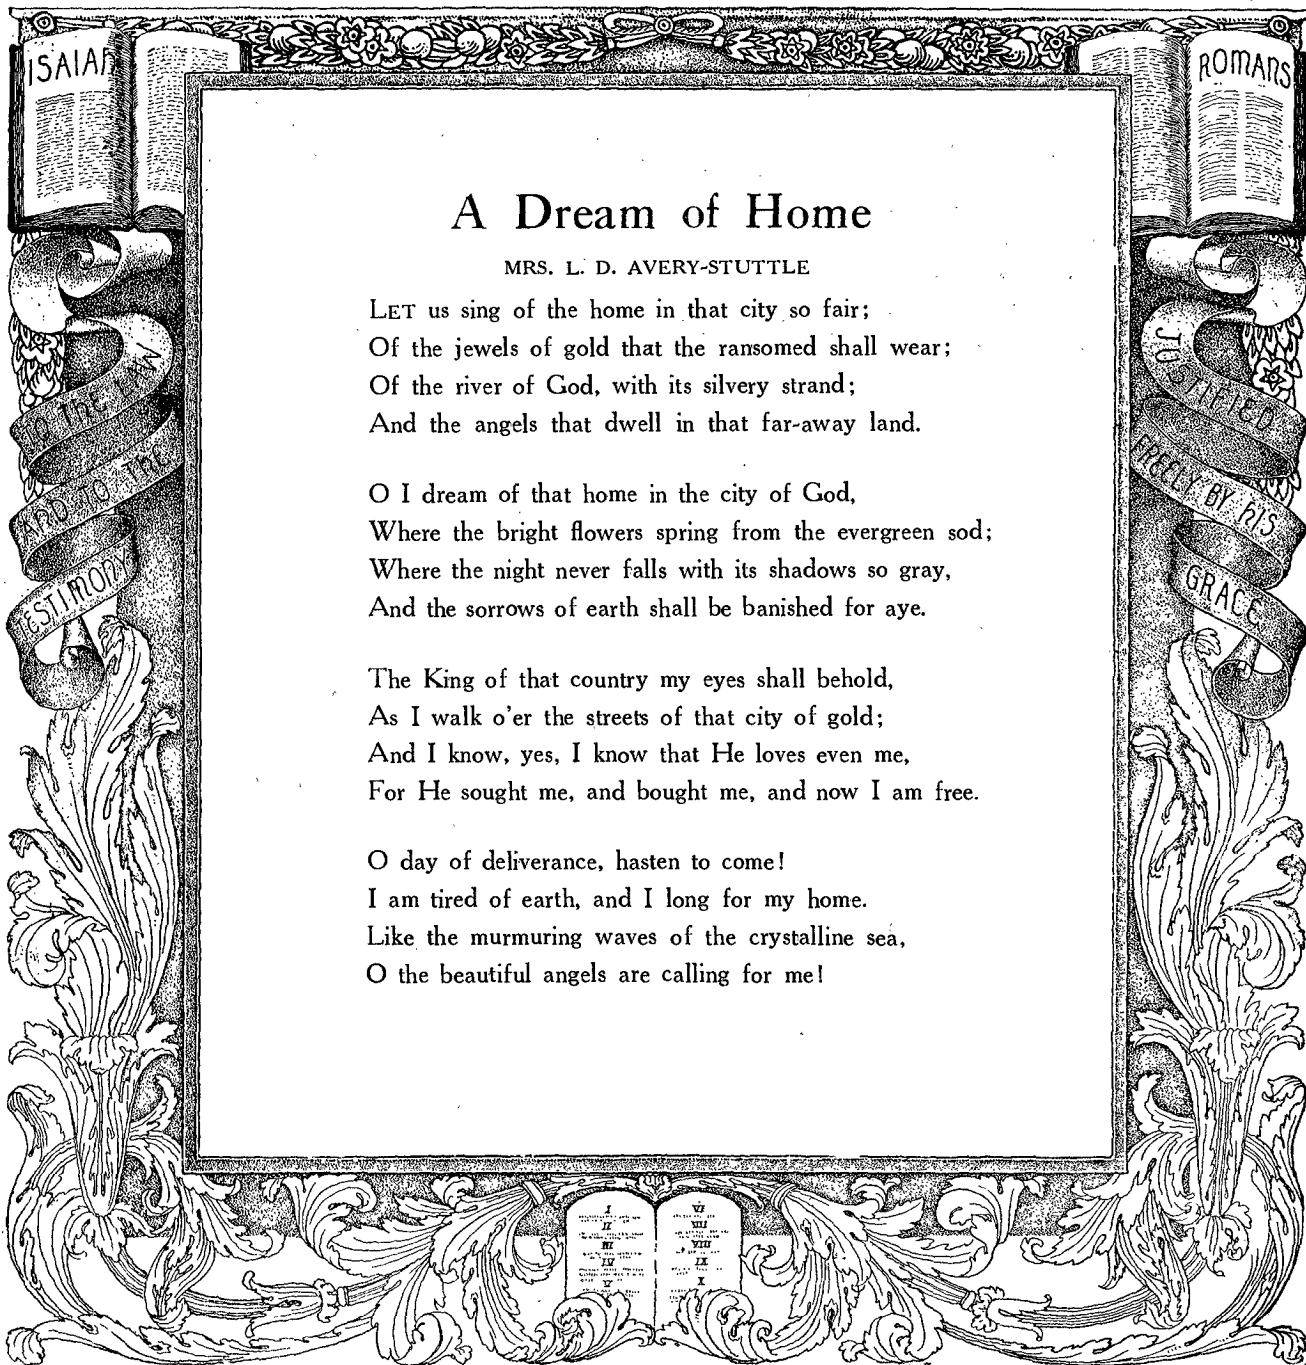 ISAIAH
ROMANS
A Dream of Home
MRS. L. D. AVERY-STUTTLE
LET us sing of the home in that city so fair;
Of the jewels of gold that the ransomed shall wear;
Of the river of God, with its silvery strand;
And the angels that dwell in that far-away land.
O I dream of that home in the city of God,
Where the bright flowers spring from the evergreen sod;
Where the night never falls with its shadows so gray,
And the sorrows of earth shall be banished for aye.
The King of that country my eyes shall behold,
As I walk o'er the streets of that city of gold;
And I know, yes, I know that He loves even me,
For He sought me, and bought me, and now I am free.
O day of deliverance, hasten to come!
I am tired of earth, and I long for my home.
Like the murmuring waves of the crystalline sea,
O the beautiful angels are calling for me!
TO THE LAW
AND TO THE
TESTIMONY
JUSTIFIED
FREELY BY HIS
GRACE
I
II
III
IV
V
VI
VII
VIII
IX
X